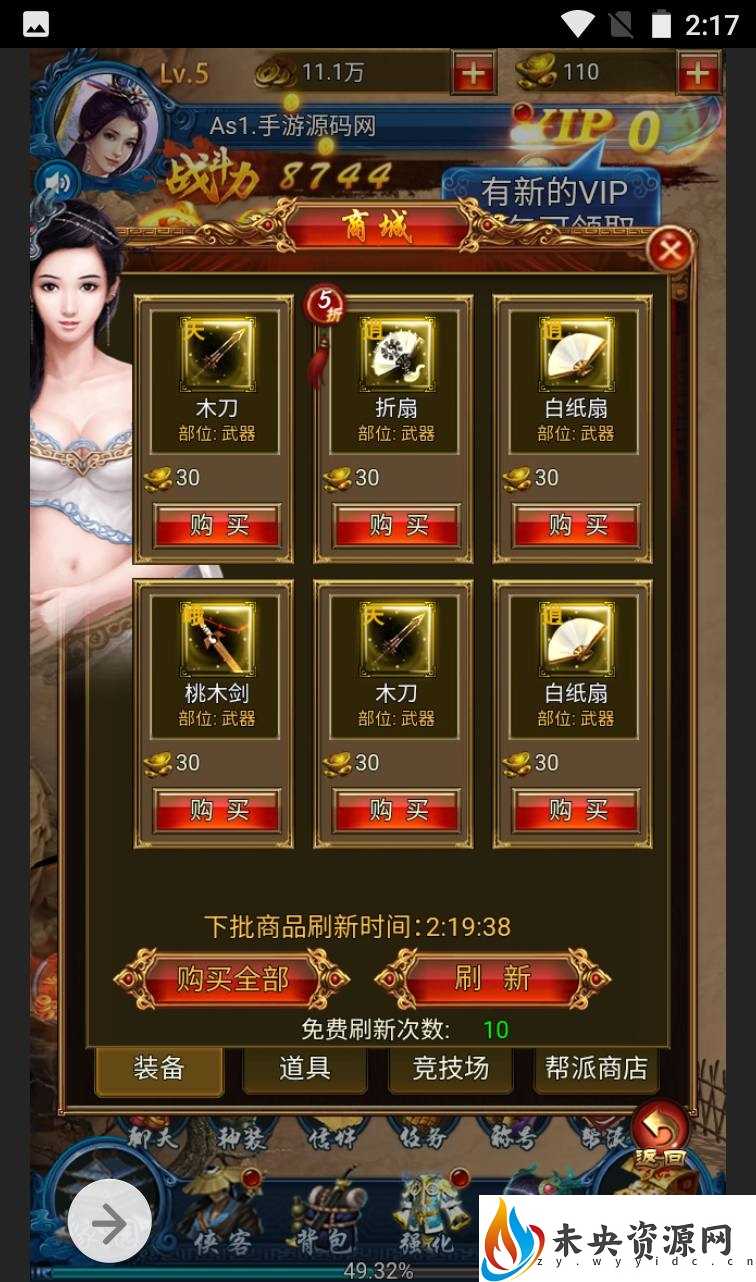 2:17
Lv.5 11.1万 110
As1.手游源码网 VIP 0
战斗力 8744
有新的VIP
商城
5折
天 逍 逍
木刀 折扇 白纸扇
部位: 武器 部位: 武器 部位: 武器
30 30 30
购买 购买 购买
峨 天 逍
桃木剑 木刀 白纸扇
部位: 武器 部位: 武器 部位: 武器
30 30 30
购买 购买 购买
下批商品刷新时间:2:19:38
购买全部 刷新
免费刷新次数: 10
装备 道具 竞技场 帮派商店
聊天 神装 信件 任务 称号 帮派
返回
侠客 背包 强化
49.32%
未央资源网
zy.wyyidc.cn